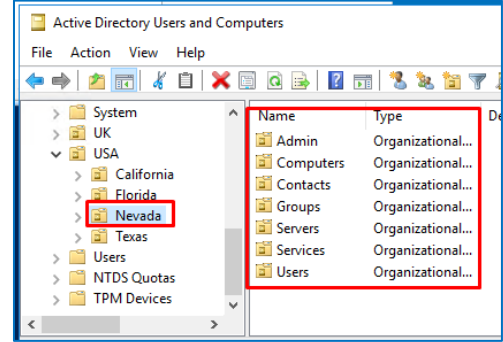 Active Directory Users and Computers
File Action View Help
System
UK
USA
California
Florida
Nevada
Texas
Users
NTDS Quotas
TPM Devices
Name Type De
Admin Organizational...
Computers Organizational...
Contacts Organizational...
Groups Organizational...
Servers Organizational...
Services Organizational...
Users Organizational...